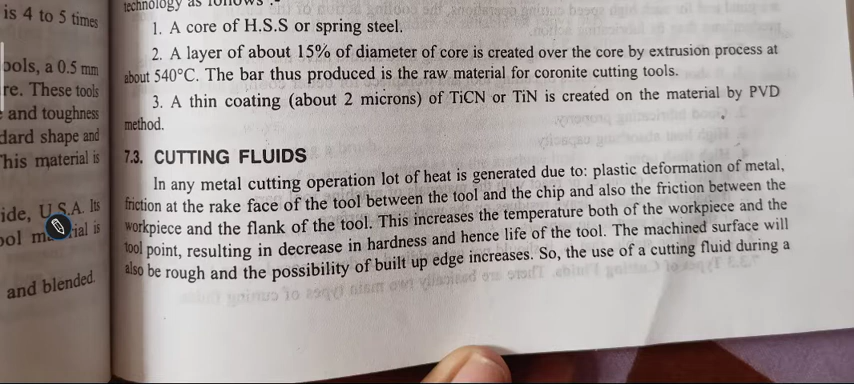 is 4 to 5 times
ools, a 0.5 mm
re. These tools
and toughness
dard shape and
This material is
ide, U.S.A. Its
ool ial is
and blended.
technology as follows :-
1. A core of H.S.S or spring steel.
2. A layer of about 15% of diameter of core is created over the core by extrusion process at
about 540°C. The bar thus produced is the raw material for coronite cutting tools.
3. A thin coating (about 2 microns) of TiCN or TiN is created on the material by PVD
method.
7.3. CUTTING FLUIDS
In any metal cutting operation lot of heat is generated due to: plastic deformation of metal,
friction at the rake face of the tool between the tool and the chip and also the friction between the
workpiece and the flank of the tool. This increases the temperature both of the workpiece and the
tool point, resulting in decrease in hardness and hence life of the tool. The machined surface will
also be rough and the possibility of built up edge increases. So, the use of a cutting fluid during a